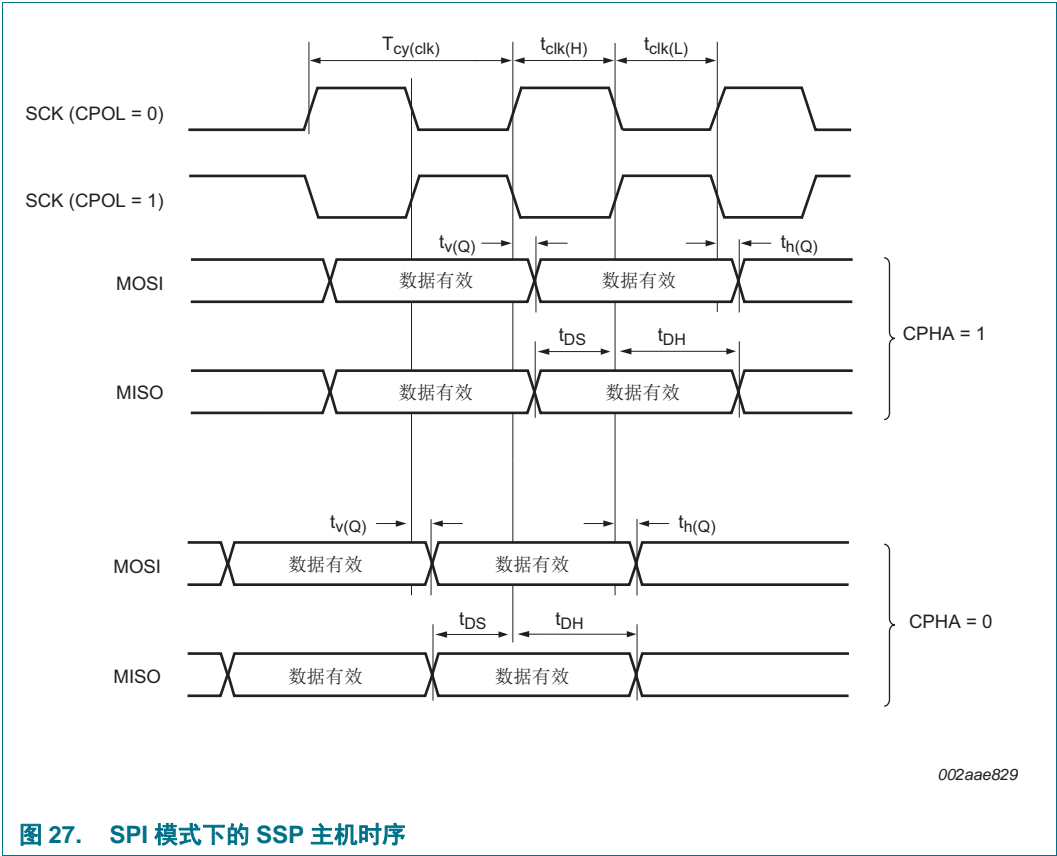 Tcy(clk) tclk(H) tclk(L)
SCK (CPOL = 0)
SCK (CPOL = 1)
tv(Q) th(Q)
MOSI 数据有效 数据有效
CPHA = 1
tDS tDH
MISO 数据有效 数据有效
tv(Q) th(Q)
MOSI 数据有效 数据有效
CPHA = 0
tDS tDH
MISO 数据有效 数据有效
002aae829
图 27. SPI 模式下的 SSP 主机时序